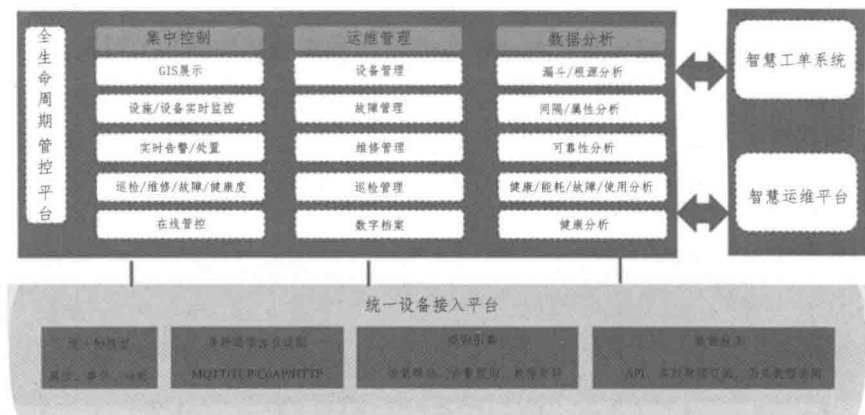 全生命周期管控平台
集中控制
GIS展示
设施/设备实时监控
实时告警/处置
巡检/维修/故障/健康度
在线管控
运维管理
设备管理
故障管理
维修管理
巡检管理
数字档案
数据分析
漏斗/根源分析
间隔/属性分析
可靠性分析
健康/能耗/故障/使用分析
健康分析
智慧工单系统
智慧运维平台
统一设备接入平台
MQTT/TCP/CoAP/HTTP